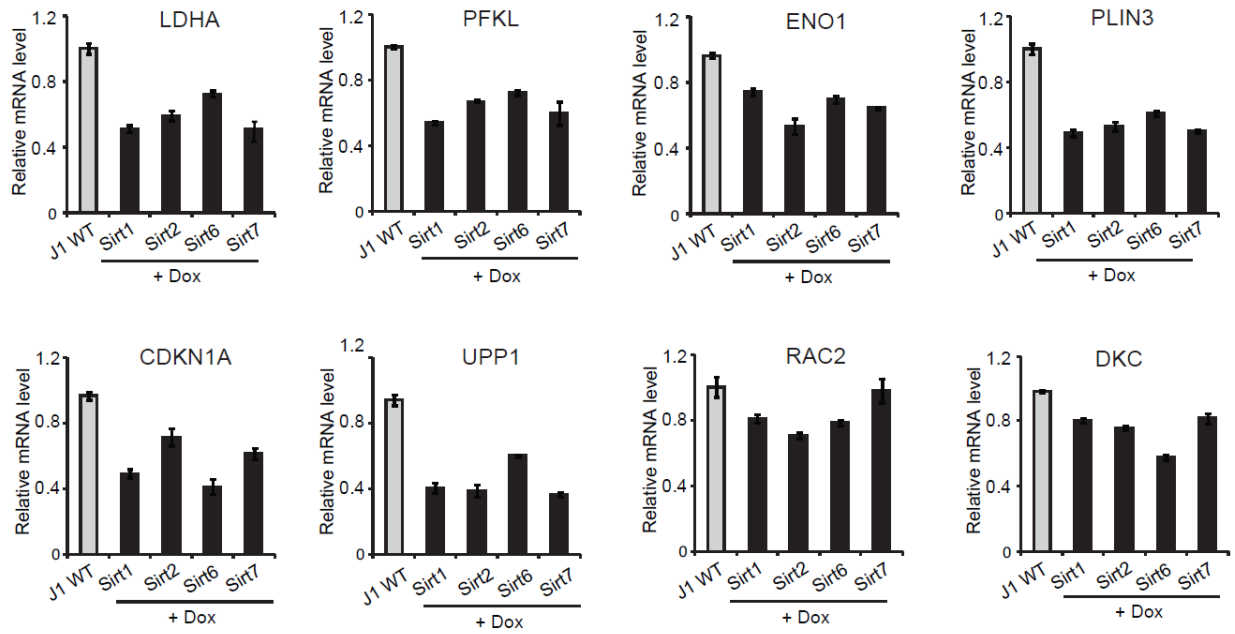 LDHA
Relative mRNA level
1.2
0.8
0.4
0
J1 WT
Sirt1
Sirt2
Sirt6
Sirt7
+ Dox
PFKL
Relative mRNA level
1.2
0.8
0.4
0
J1 WT
Sirt1
Sirt2
Sirt6
Sirt7
+ Dox
ENO1
Relative mRNA level
1.2
0.8
0.4
0
J1 WT
Sirt1
Sirt2
Sirt6
Sirt7
+ Dox
PLIN3
Relative mRNA level
1.2
0.8
0.4
0
J1 WT
Sirt1
Sirt2
Sirt6
Sirt7
+ Dox
CDKN1A
Relative mRNA level
1.2
0.8
0.4
0
J1 WT
Sirt1
Sirt2
Sirt6
Sirt7
+ Dox
UPP1
Relative mRNA level
1.2
0.8
0.4
0
J1 WT
Sirt1
Sirt2
Sirt6
Sirt7
+ Dox
RAC2
Relative mRNA level
1.2
0.8
0.4
0
J1 WT
Sirt1
Sirt2
Sirt6
Sirt7
+ Dox
DKC
Relative mRNA level
1.2
0.8
0.4
0
J1 WT
Sirt1
Sirt2
Sirt6
Sirt7
+ Dox